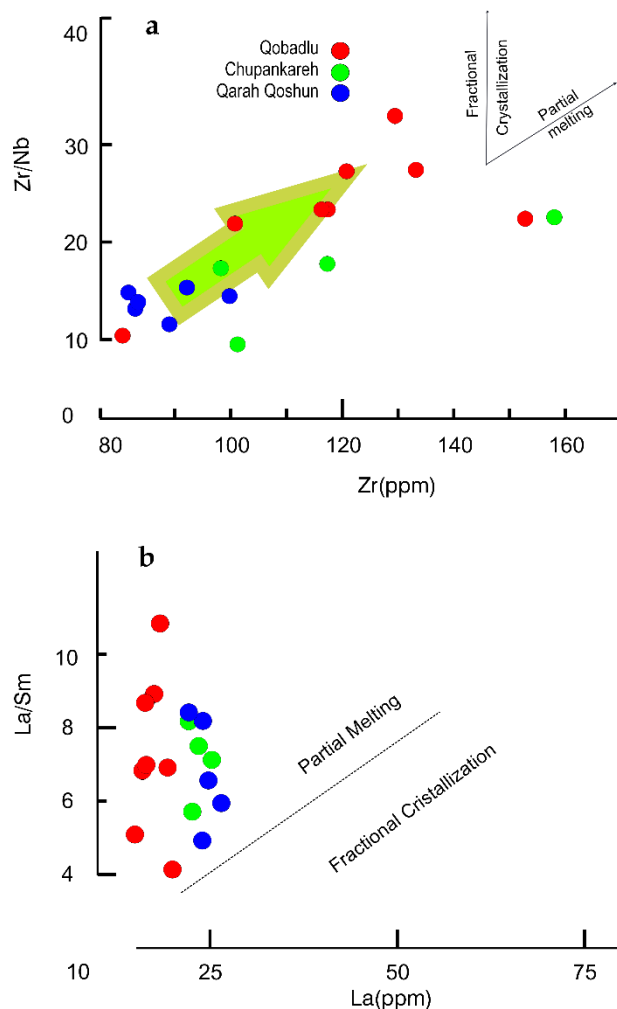 a
40
30
20
10
0
Zr/Nb
Qobadlu
Chupankareh
Qarah Qoshun
Fractional
Crystallization
Partial
melting
80 100 120 140 160
Zr(ppm)
b
10
8
6
4
La/Sm
Partial Melting
Fractional Cristallization
10 25 50 75
La(ppm)